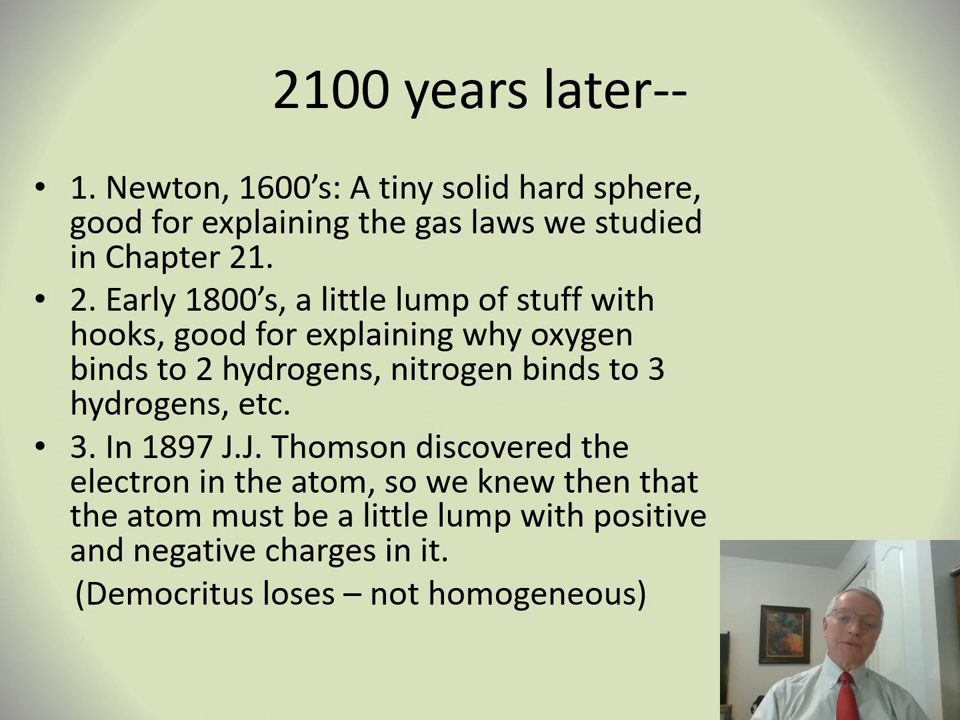 2100 years later--
• 1. Newton, 1600’s: A tiny solid hard sphere,
good for explaining the gas laws we studied
in Chapter 21.
• 2. Early 1800’s, a little lump of stuff with
hooks, good for explaining why oxygen
binds to 2 hydrogens, nitrogen binds to 3
hydrogens, etc.
• 3. In 1897 J.J. Thomson discovered the
electron in the atom, so we knew then that
the atom must be a little lump with positive
and negative charges in it.
(Democritus loses – not homogeneous)